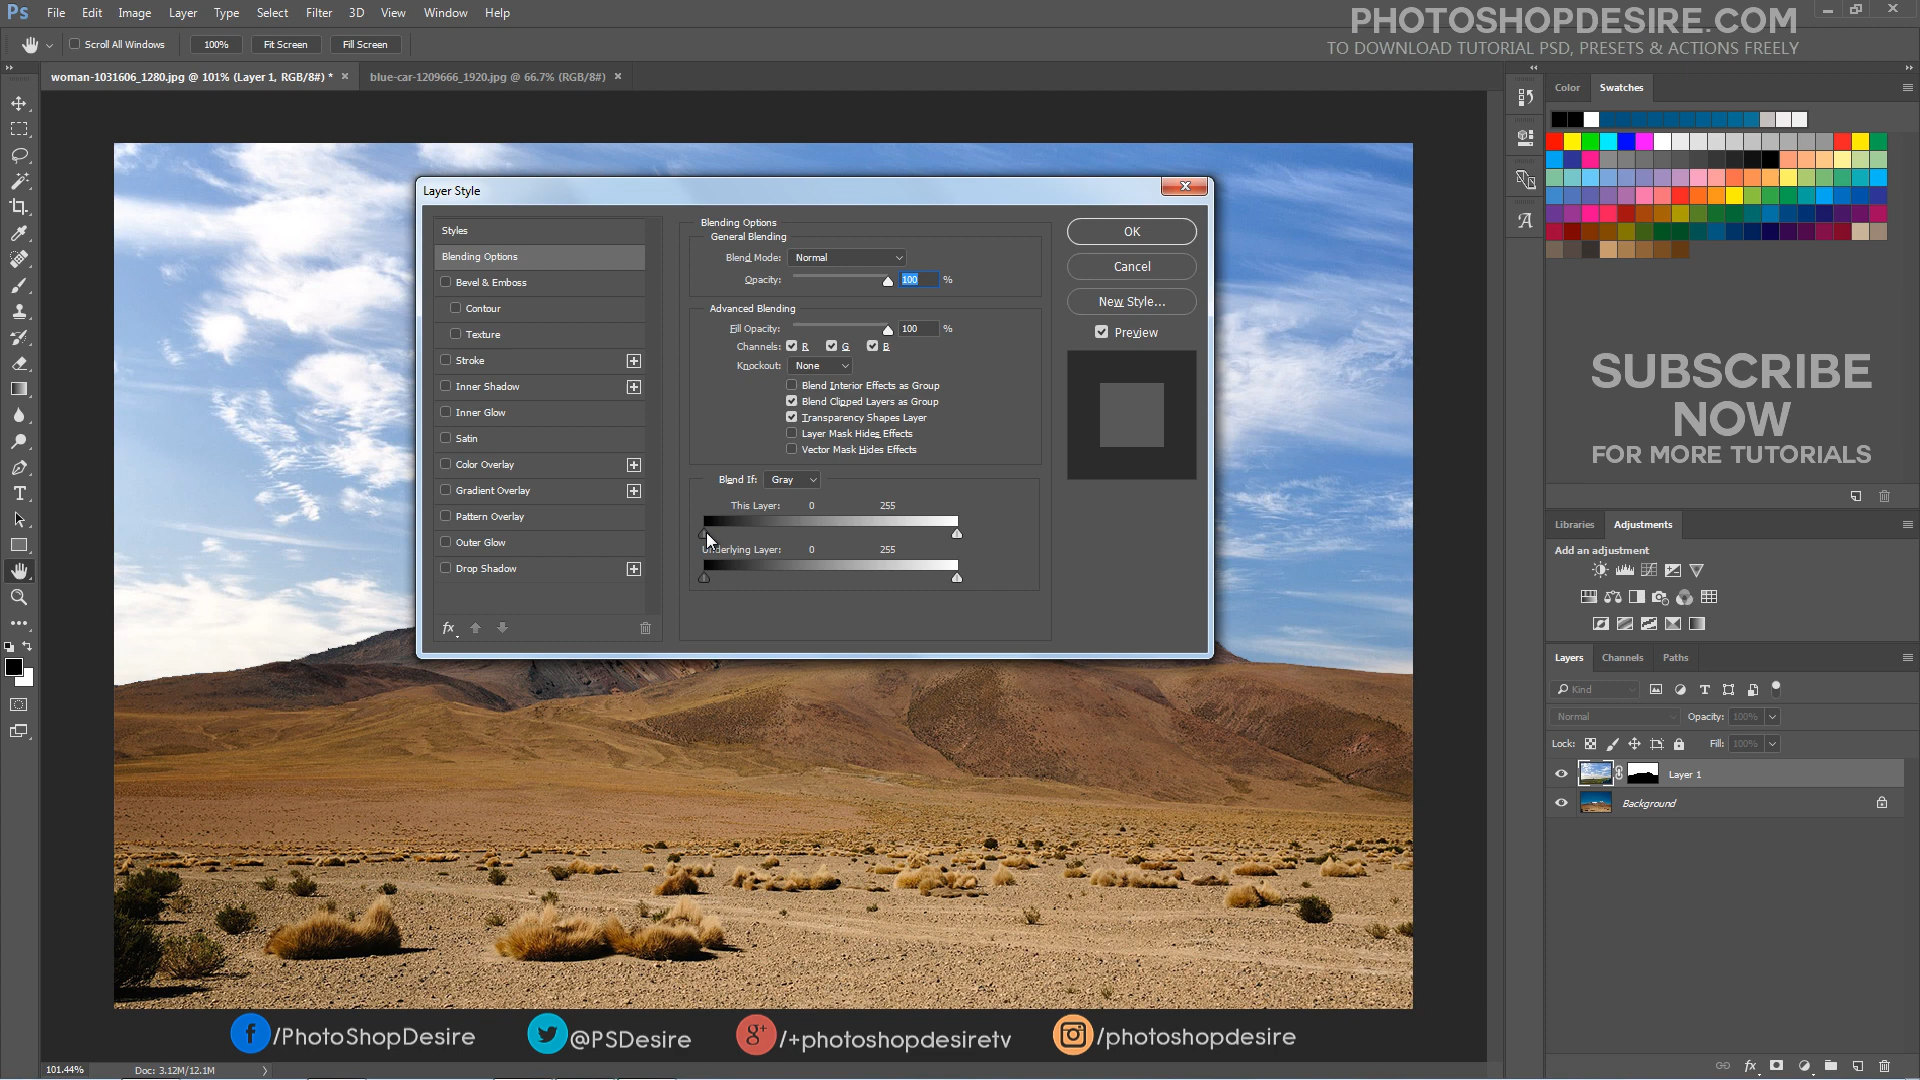 Ps File Edit Image Layer Type Select Filter 3D View Window Help
PHOTOSHOPDESIRE.COM
TO DOWNLOAD TUTORIAL PSD, PRESETS & ACTIONS FREELY
Scroll All Windows 100% Fit Screen Fill Screen
woman-1031606_1280.jpg @ 101% (Layer 1, RGB/8#) * ×
blue-car-1209666_1920.jpg @ 66.7% (RGB/8#) ×
Layer Style
Styles
Blending Options
Bevel & Emboss
Contour
Texture
Stroke
Inner Shadow
Inner Glow
Satin
Color Overlay
Gradient Overlay
Pattern Overlay
Outer Glow
Drop Shadow
fx
Blending Options
General Blending
Blend Mode: Normal
Opacity: 100 %
Advanced Blending
Fill Opacity: 100 %
Channels: R G B
Knockout: None
Blend Interior Effects as Group
Blend Clipped Layers as Group
Transparency Shapes Layer
Layer Mask Hides Effects
Vector Mask Hides Effects
Blend If: Gray
This Layer: 0 255
Underlying Layer: 0 255
OK
Cancel
New Style...
Preview
Color Swatches
SUBSCRIBE
NOW
FOR MORE TUTORIALS
Libraries Adjustments
Add an adjustment
Layers Channels Paths
Kind
Normal Opacity: 100%
Lock: Fill: 100%
Layer 1
Background
fx
f /PhotoShopDesire
@PSDesire
g+ /+photoshopdesiretv
/photoshopdesire
101.44% Doc: 3.12M/12.1M